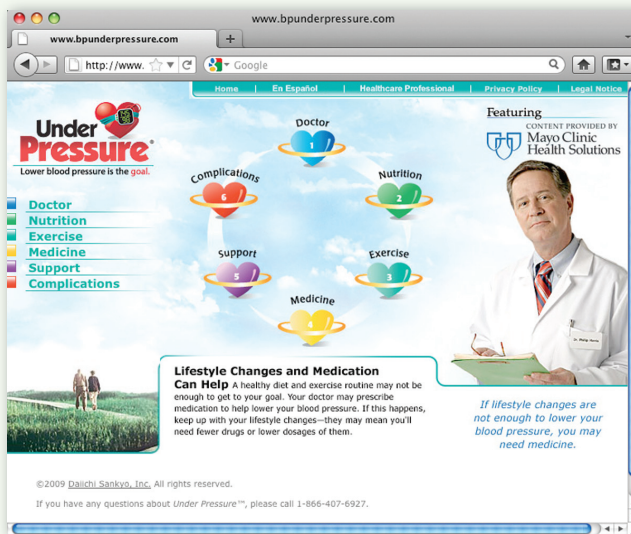 www.bpunderpressure.com
www.bpunderpressure.com
http://www.
Google
Home | En Español | Healthcare Professional | Privacy Policy | Legal Notice
Under
Pressure®
Lower blood pressure is the goal.
Doctor
Nutrition
Exercise
Medicine
Support
Complications
Doctor
1
Nutrition
2
Exercise
3
Medicine
4
Support
5
Complications
6
Featuring
CONTENT PROVIDED BY
Mayo Clinic
Health Solutions
Lifestyle Changes and Medication
Can Help A healthy diet and exercise routine may not be
enough to get to your goal. Your doctor may prescribe
medication to help lower your blood pressure. If this happens,
keep up with your lifestyle changes—they may mean you'll
need fewer drugs or lower dosages of them.
If lifestyle changes are
not enough to lower your
blood pressure, you may
need medicine.
©2009 Daiichi Sankyo, Inc. All rights reserved.
If you have any questions about Under Pressure™, please call 1-866-407-6927.